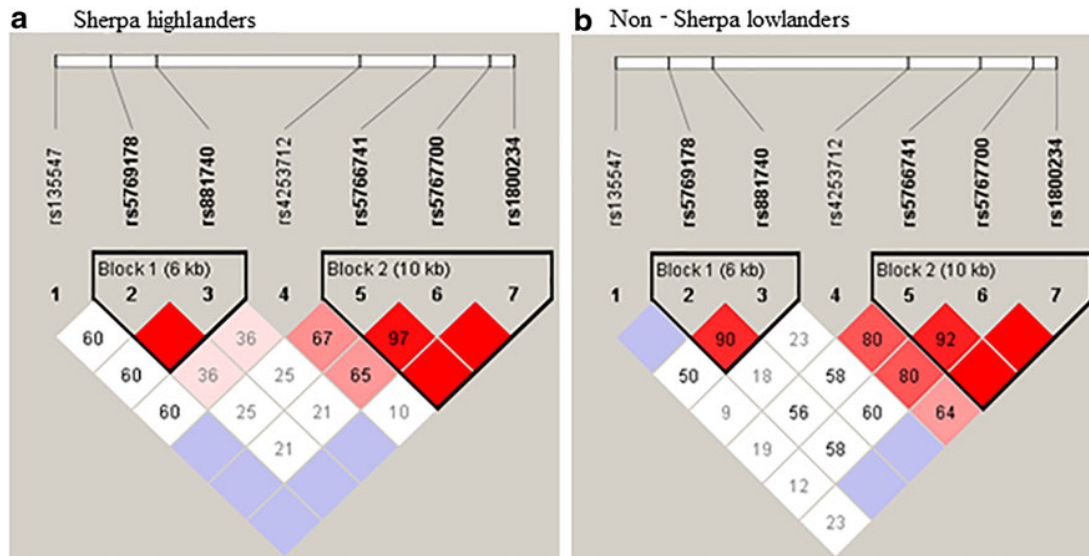 a Sherpa highlanders
rs135547 rs5769178 rs881740 rs4253712 rs5766741 rs5767700 rs1800234
Block 1 (6 kb) Block 2 (10 kb)
1 2 3 4 5 6 7
60 36 67 97
60 36 25 65
60 25 21 10
21
b Non - Sherpa lowlanders
rs135547 rs5769178 rs881740 rs4253712 rs5766741 rs5767700 rs1800234
Block 1 (6 kb) Block 2 (10 kb)
1 2 3 4 5 6 7
90 23 80 92
50 18 58 80
9 56 60 64
19 58
12
23